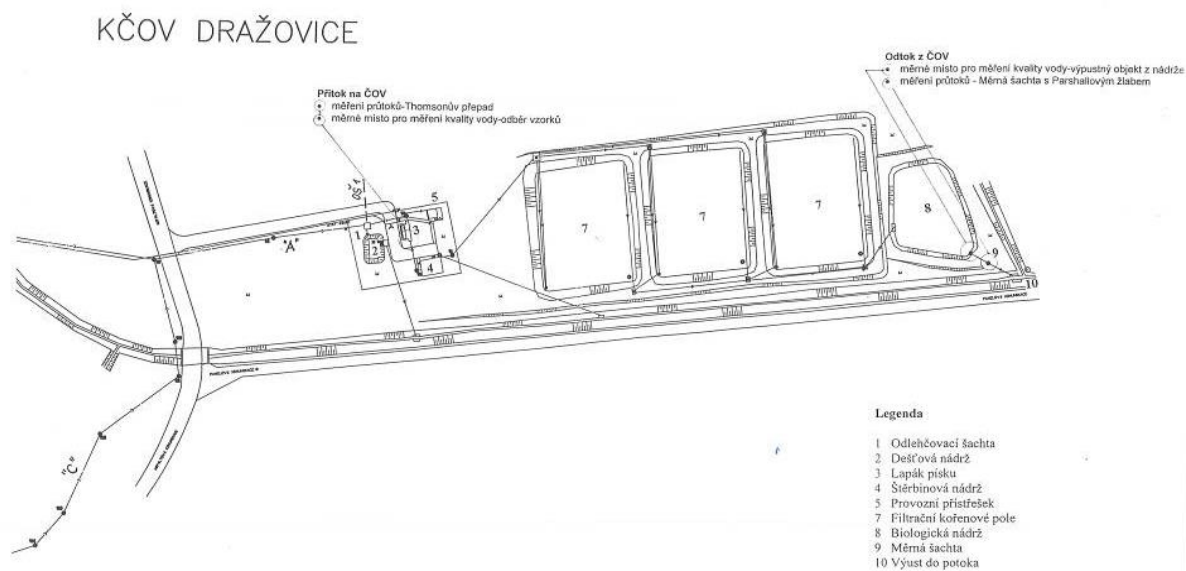 KČOV DRAŽOVICE
Odtok z ČOV
měrné místo pro měření kvality vody-výpustný objekt z nádrže
měření průtoků - Měrná šachta s Parshallovým žlabem
Přítok na ČOV
měření průtoků-Thomsonův přepad
měrné místo pro měření kvality vody-odběr vzorků
OŠ 1
5
"A"
1
2
3
4
7
7
7
8
9
10
"C"
Legenda
1 Odlehčovací šachta
2 Dešťová nádrž
3 Lapák písku
4 Štěrbinová nádrž
5 Provozní přístřešek
7 Filtrační kořenové pole
8 Biologická nádrž
9 Měrná šachta
10 Výust do potoka